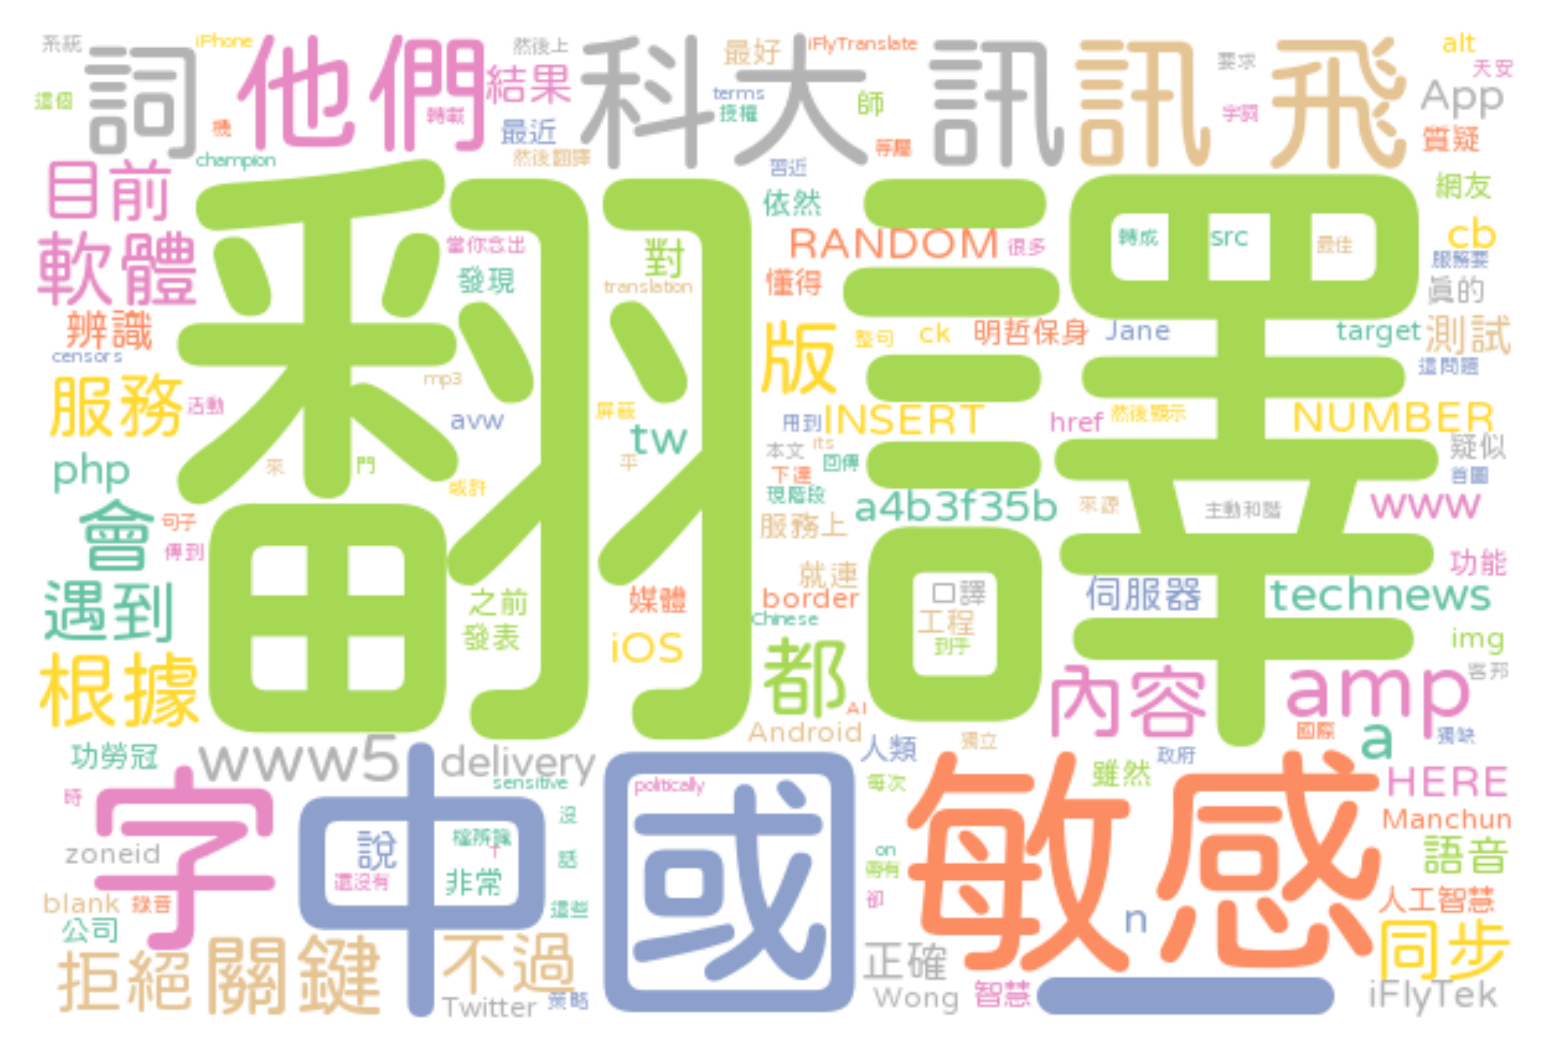 系統
iPhone
然後上
最好
iFlyTranslate
要求
alt
天安
這個
詞
他們
轉載
結果
科大
terms
授權
師
訊
訊飛
字詞
App
機
最近
質疑
champion
然後翻譯
習近
等屬
目前
翻譯
依然
網友
軟體
當你念出
對
RANDOM
很多
轉成
src
最佳
cb
發現
translation
懂得
服務要
真的
辨識
censors
版
整句
ck
明哲保身
Jane
target
測試
mp3
這問題
服務
活動
avw
屏蔽
tw
用到
INSERT
href
然後顯示
NUMBER
本文
its
疑似
php
來
門
平
下達
回傳
首圖
或許
現階段
會
句子
服務上
a4b3f35b
來源
主動和諧
www
傳到
就連
功能
遇到
之前
媒體
border
口譯
伺服器
technews
發表
Chinese
工程
iOS
到手
img
根據
都
內容
amp
客邦
AI
Android
人類
獨立
國際
a
獨缺
功勞冠
www5
delivery
政府
sensitive
politically
每次
雖然
HERE
時
字
中國
敏感
Manchun
沒
說
檔辨識
zoneid
還沒有
非常
話
on
帶有
語音
blank
錄音
這些
卻
人工智慧
公司
n
拒絕
關鍵
不過
正確
同步
Twitter
策略
Wong
智慧
一
iFlyTek